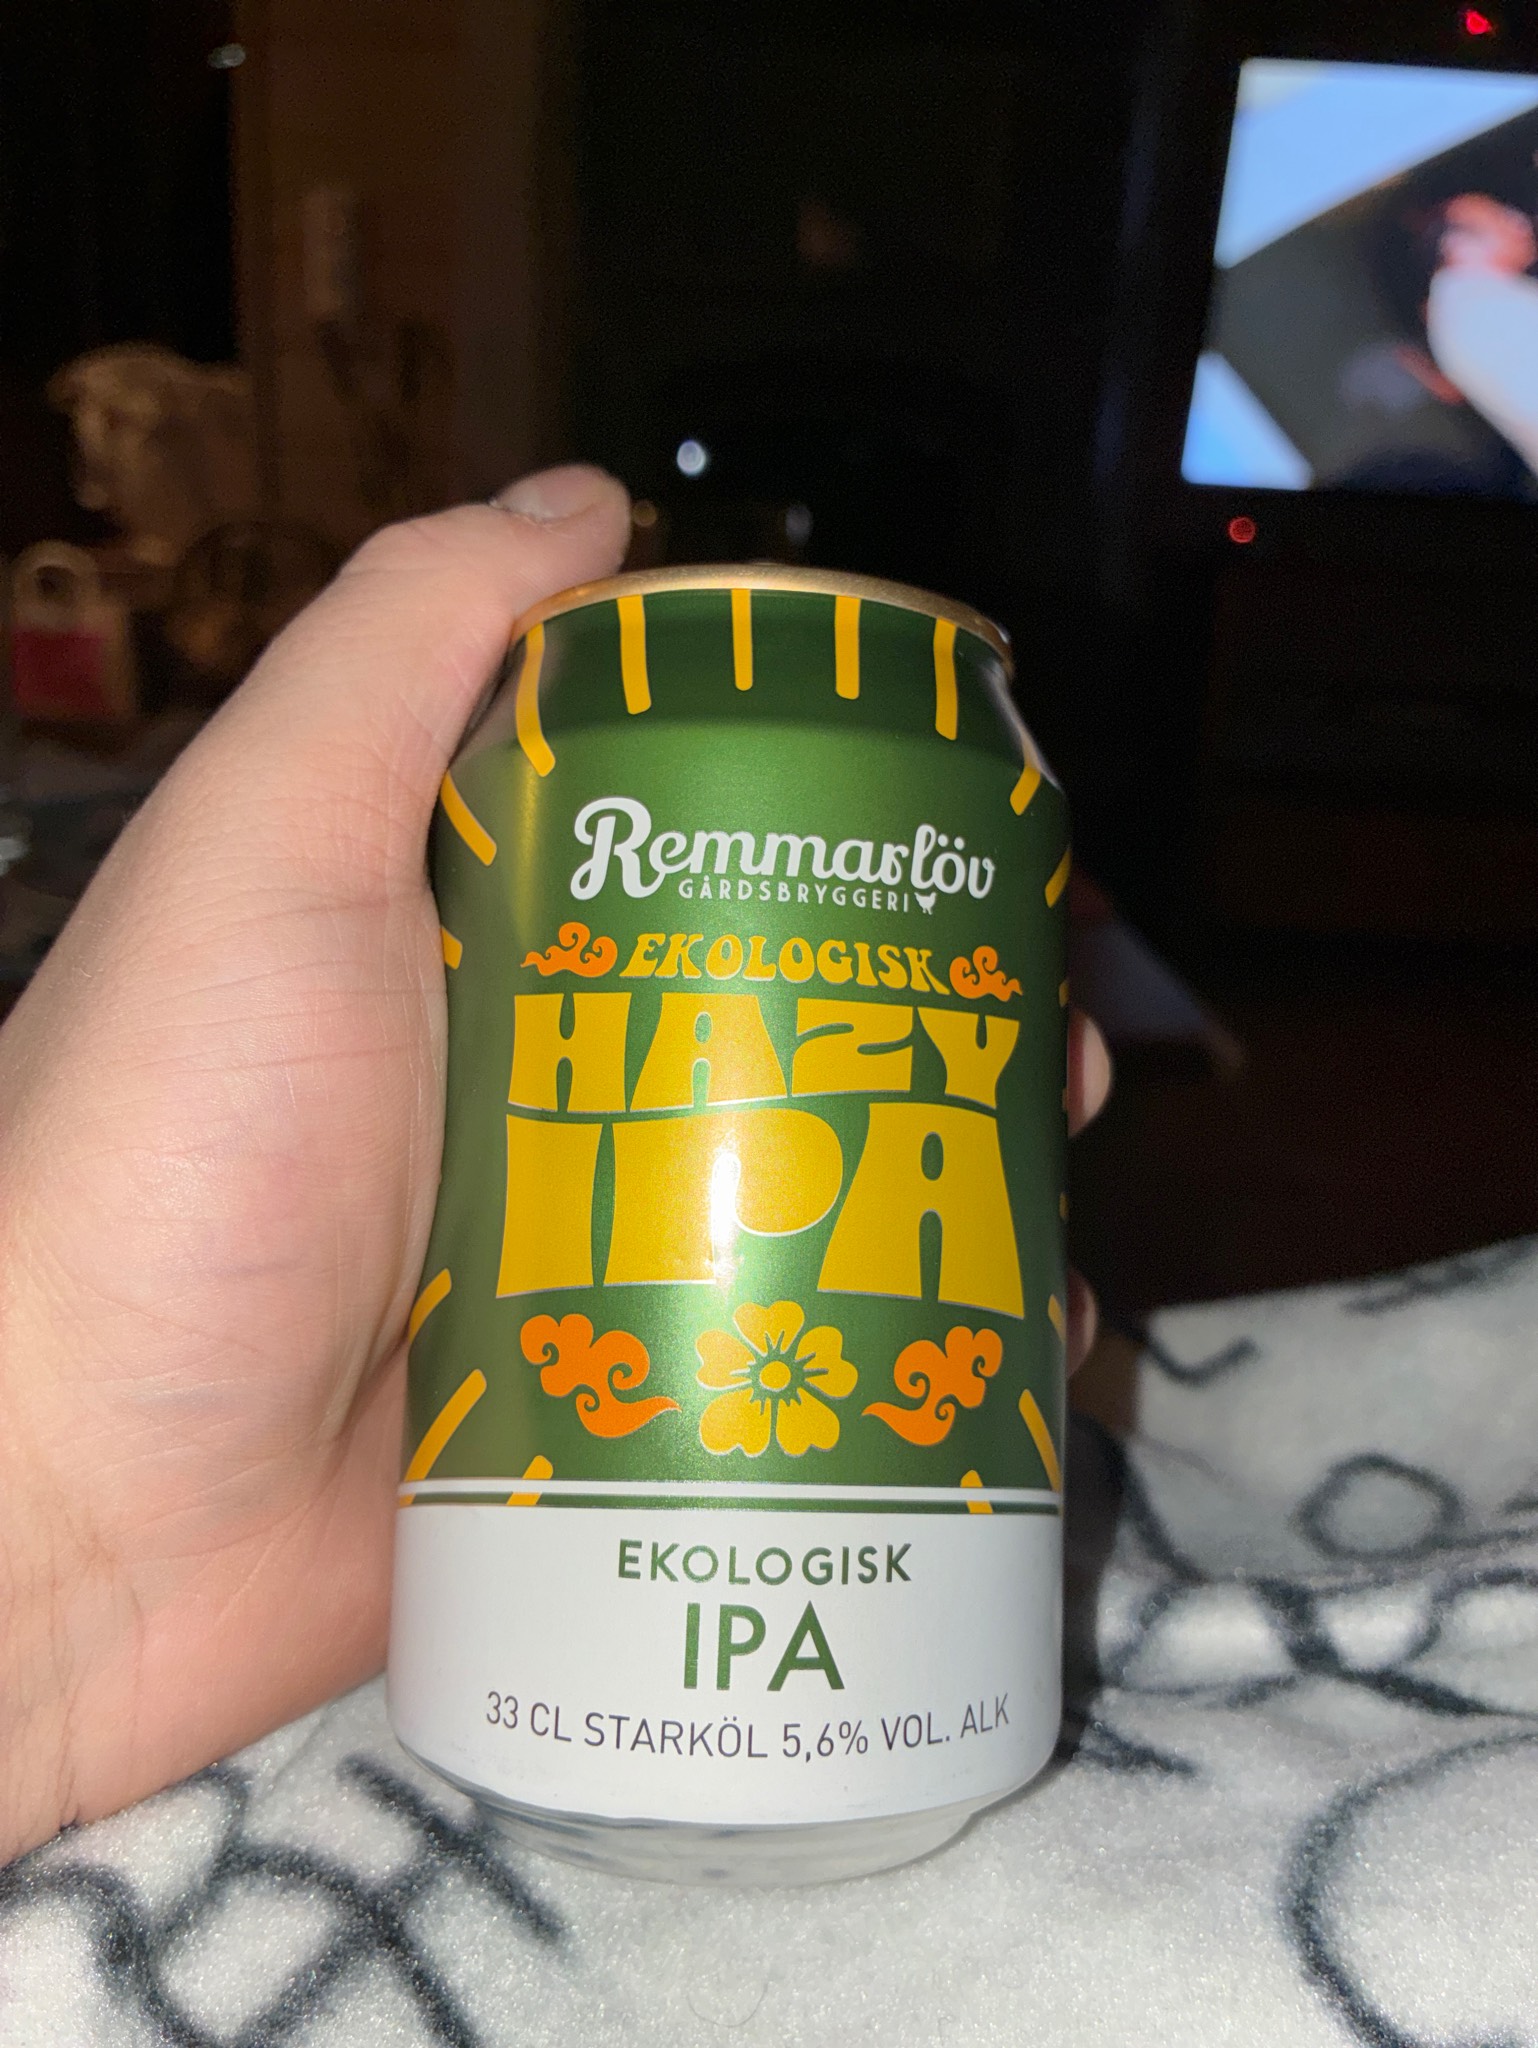 Remmarlöv
GÅRDSBRYGGERI
EKOLOGISK
HAZY
IPA
EKOLOGISK
IPA
33 CL STARKÖL 5,6% VOL. ALK